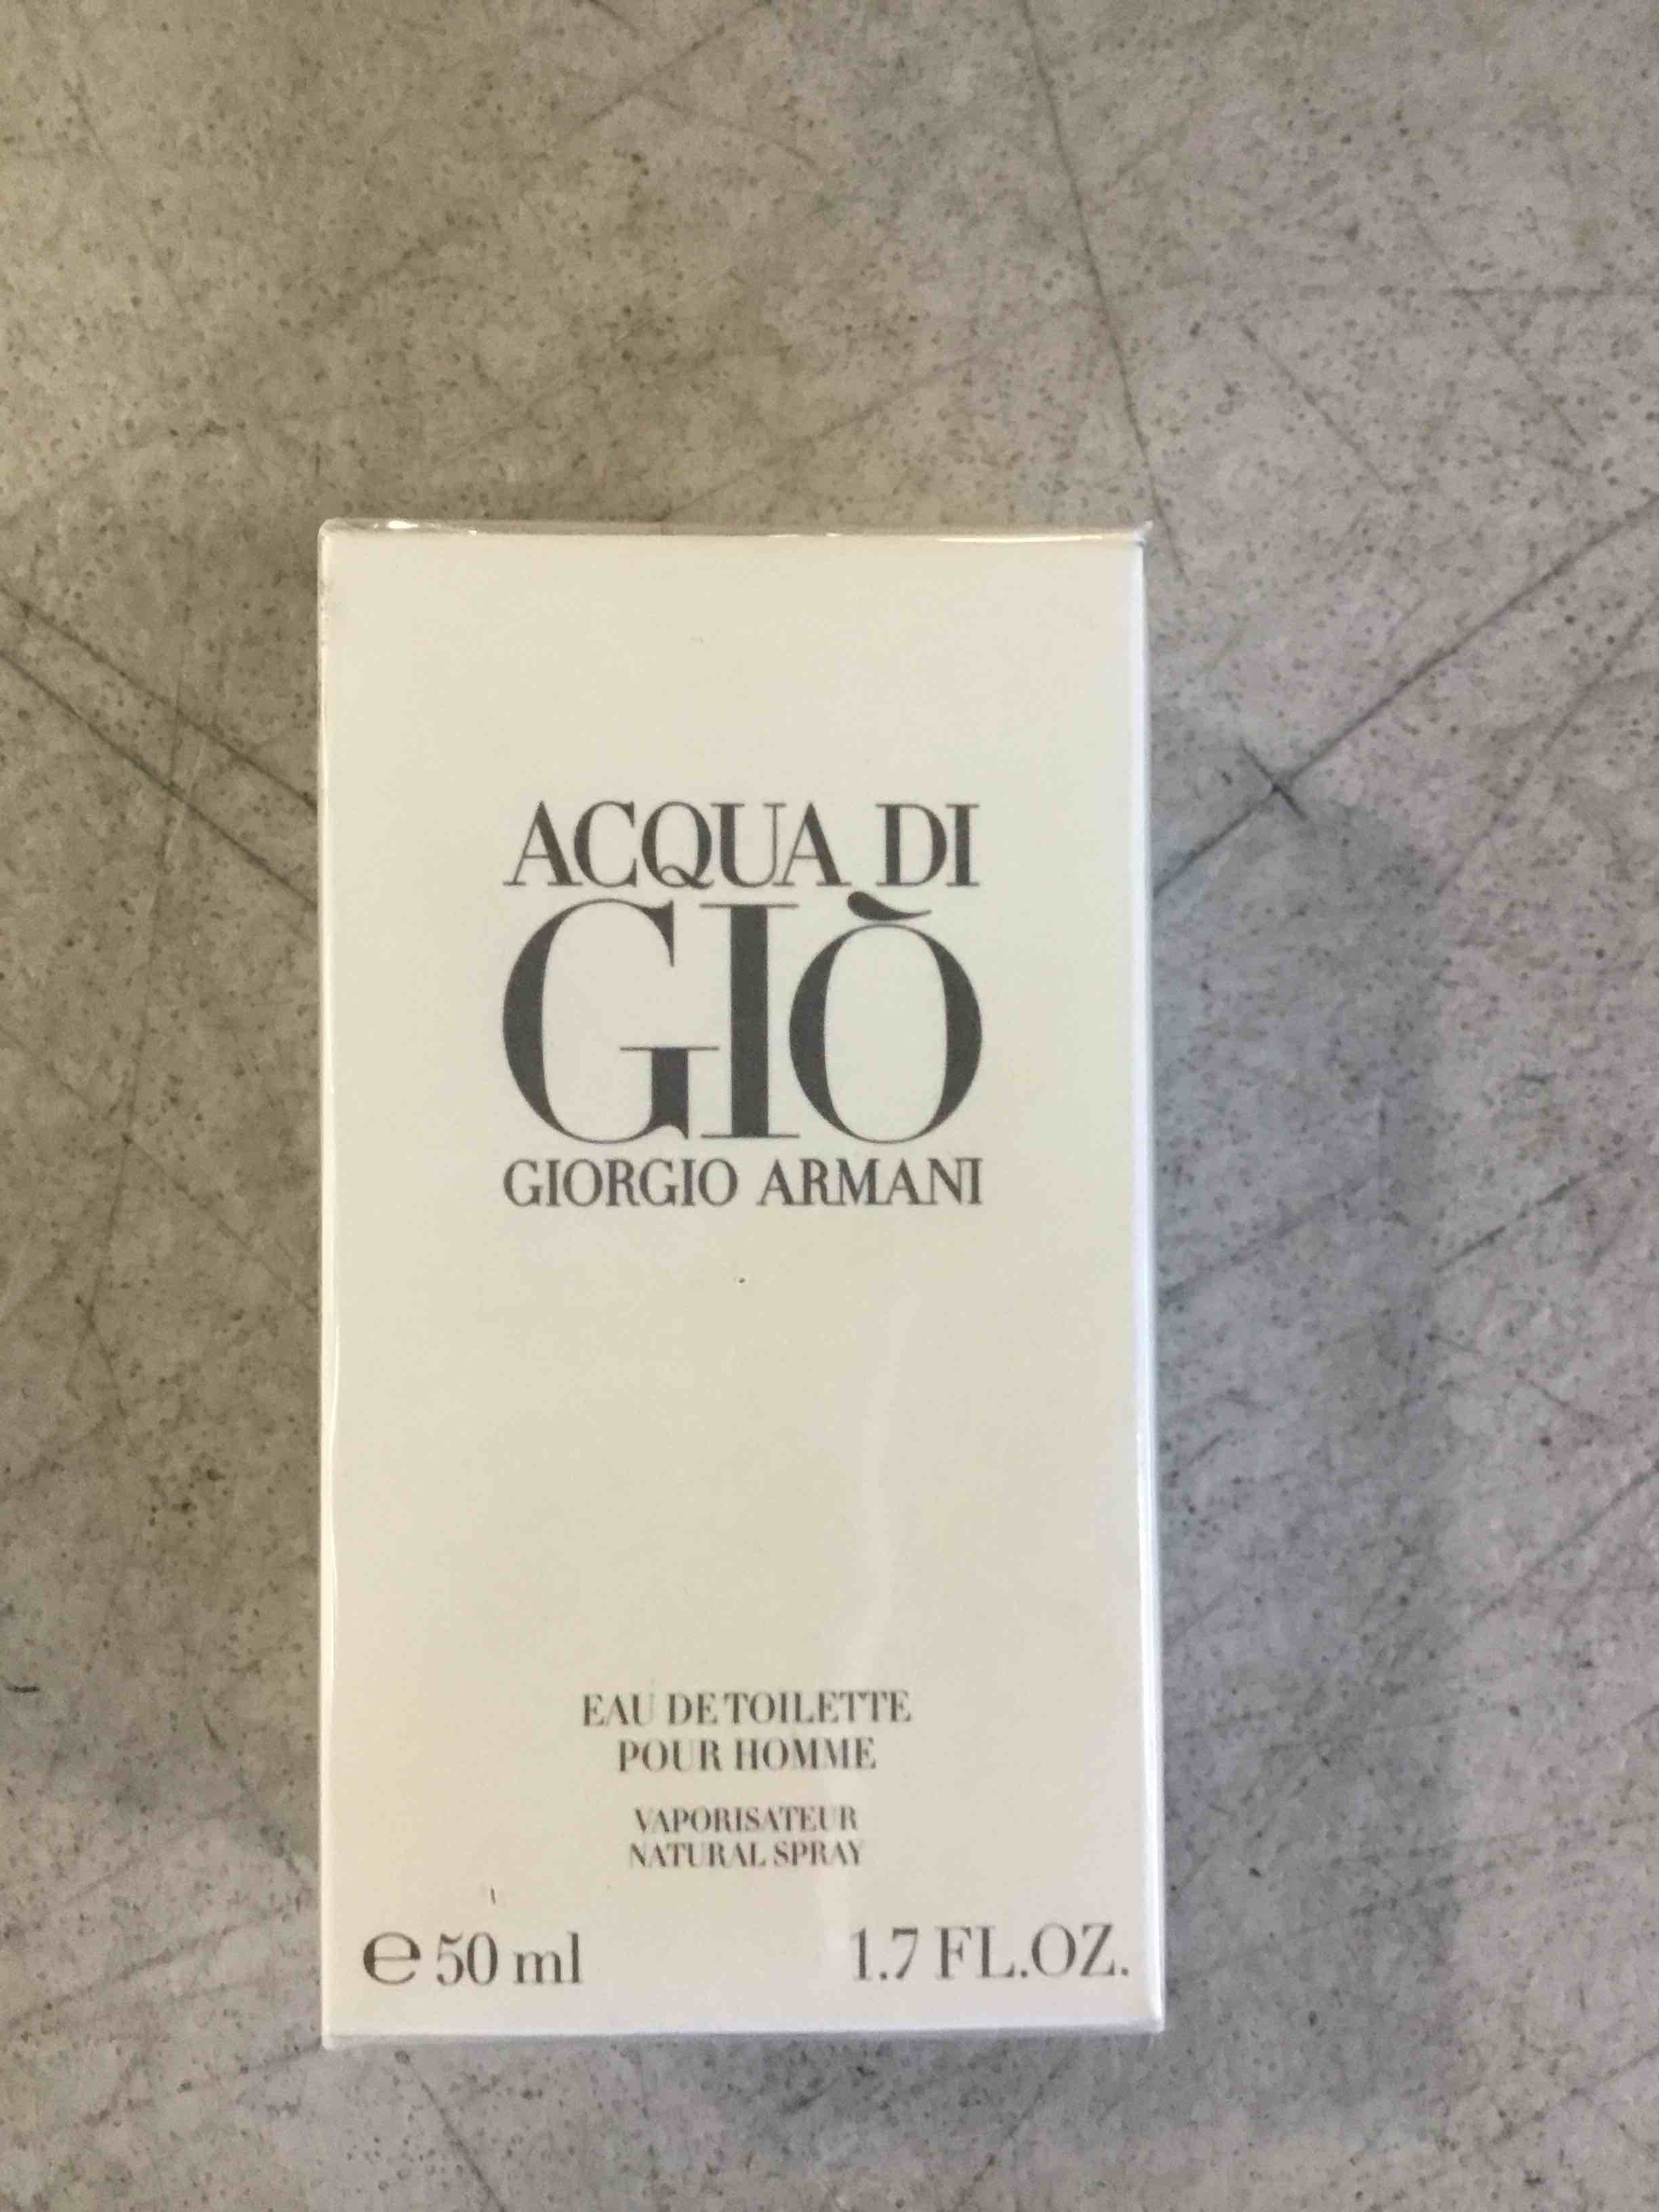 ACQUA DI
GIÒ
GIORGIO ARMANI
EAU DE TOILETTE
POUR HOMME
VAPORISATEUR
NATURAL SPRAY
℮ 50 ml 1.7 FL.OZ.